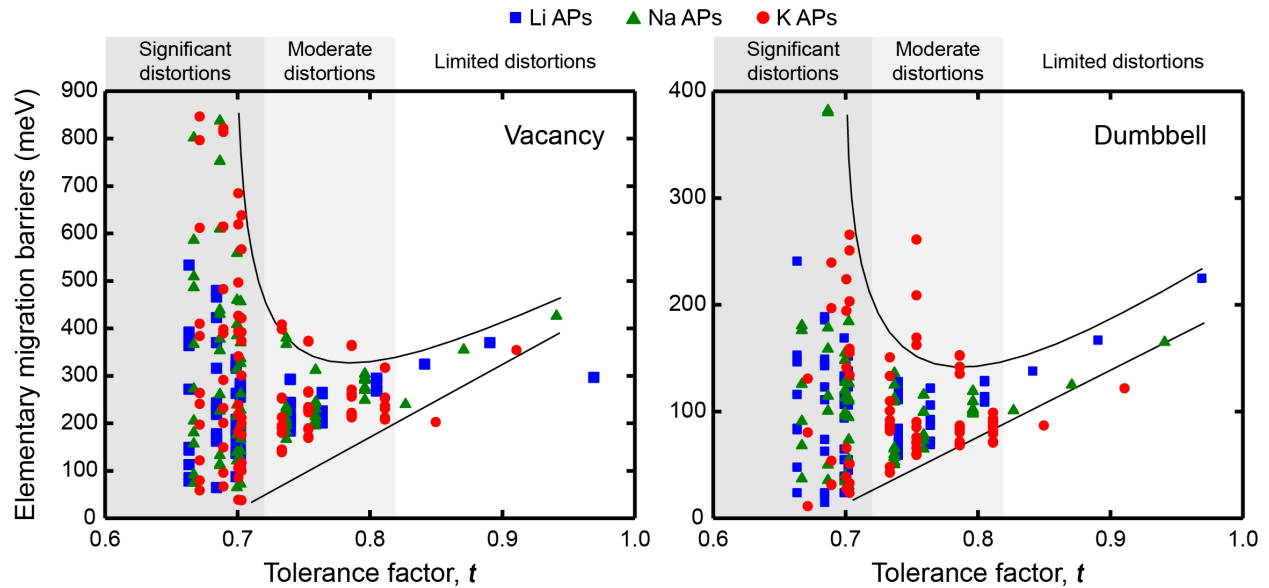 Li APs Na APs K APs
Significant distortions
Moderate distortions
Limited distortions
Significant distortions
Moderate distortions
Limited distortions
Elementary migration barriers (meV)
900
800
700
600
500
400
300
200
100
0
Vacancy
0.6 0.7 0.8 0.9 1.0
Tolerance factor, t
400
300
200
100
0
Dumbbell
0.6 0.7 0.8 0.9 1.0
Tolerance factor, t